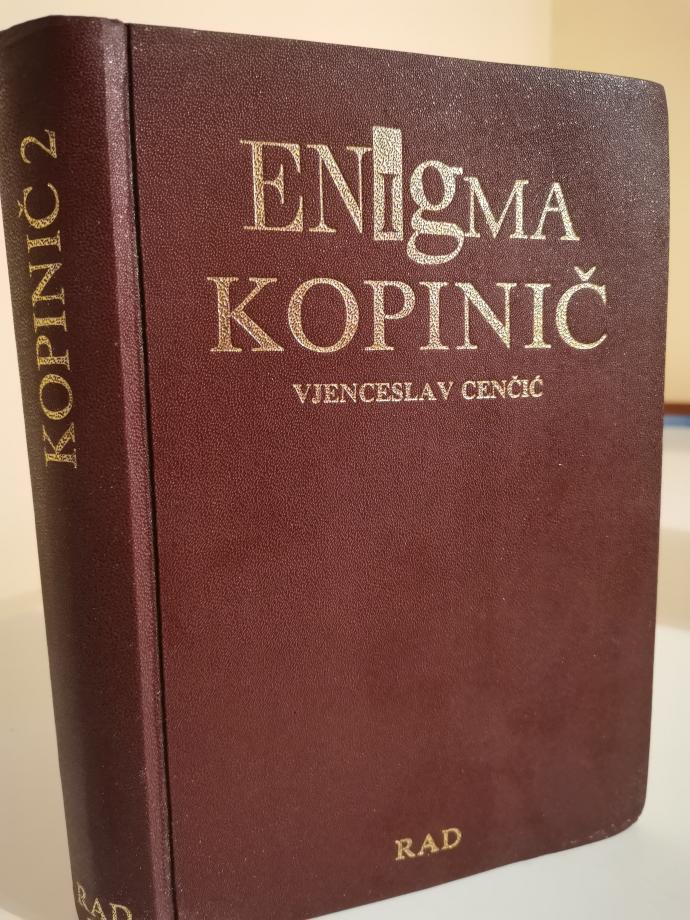 ENigMA
KOPINIČ
VJENCESLAV CENČIĆ
RAD
KOPINIČ 2
RAD